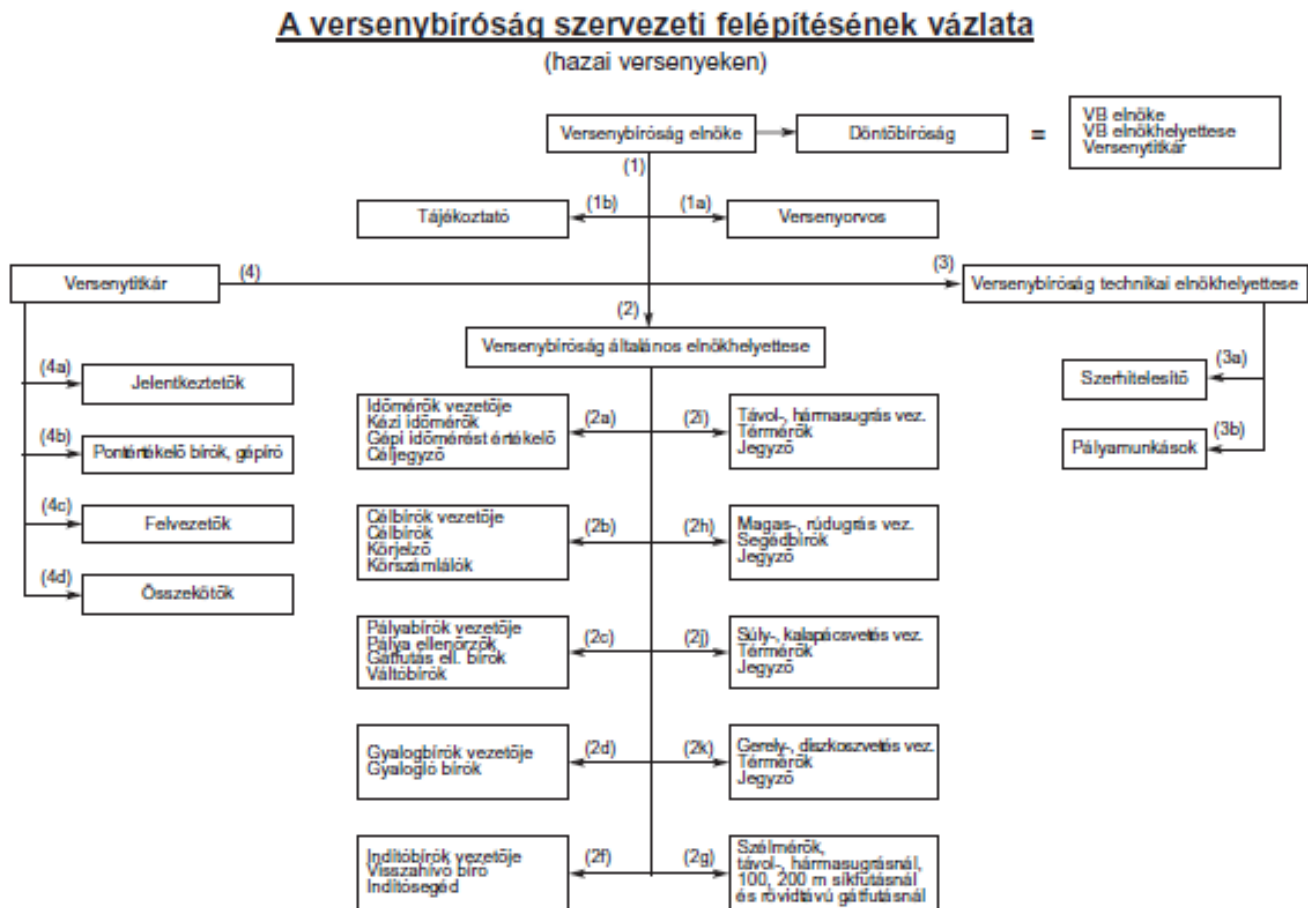 A versenybíróság szervezeti felépítésének vázlata
(hazai versenyeken)
Versenybíróság elnöke
Döntőbíróság
=
VB elnöke
VB elnökhelyettese
Versenytitkár
(1)
Tájékoztató
(1b)
(1a)
Versenyorvos
Versenytitkár
(4)
(3)
Versenybíróság technikai elnökhelyettese
(2)
Versenybíróság általános elnökhelyettese
(4a)
Jelentkeztetők
(4b)
Pontértékelő bírók, gépíró
(4c)
Felvezetők
(4d)
Összekötők
(3a)
Szerhitelesítő
(3b)
Pályamunkások
Időmérők vezetője
Kézi időmérők
Gépi időmérést értékelő
Céljegyző
(2a)
(2i)
Távol-, hármasugrás vez.
Térmérők
Jegyző
Célbírók vezetője
Célbírók
Körjelző
Körszámlálók
(2b)
(2h)
Magas-, rúdugrás vez.
Segédbírók
Jegyző
Pályabírók vezetője
Pálya ellenőrzők
Gátfutás ell. bírók
Váltóbírók
(2c)
(2j)
Súly-, kalapácsvetés vez.
Térmérők
Jegyző
Gyalogbírók vezetője
Gyalogló bírók
(2d)
(2k)
Gerely-, diszkoszvetés vez.
Térmérők
Jegyző
Indítóbírók vezetője
Visszahívó bíró
Indítósegéd
(2f)
(2g)
Szélmérők,
távol-, hármasugrásnál,
100, 200 m síkfutásnál
és rövidtávú gátfutásnál